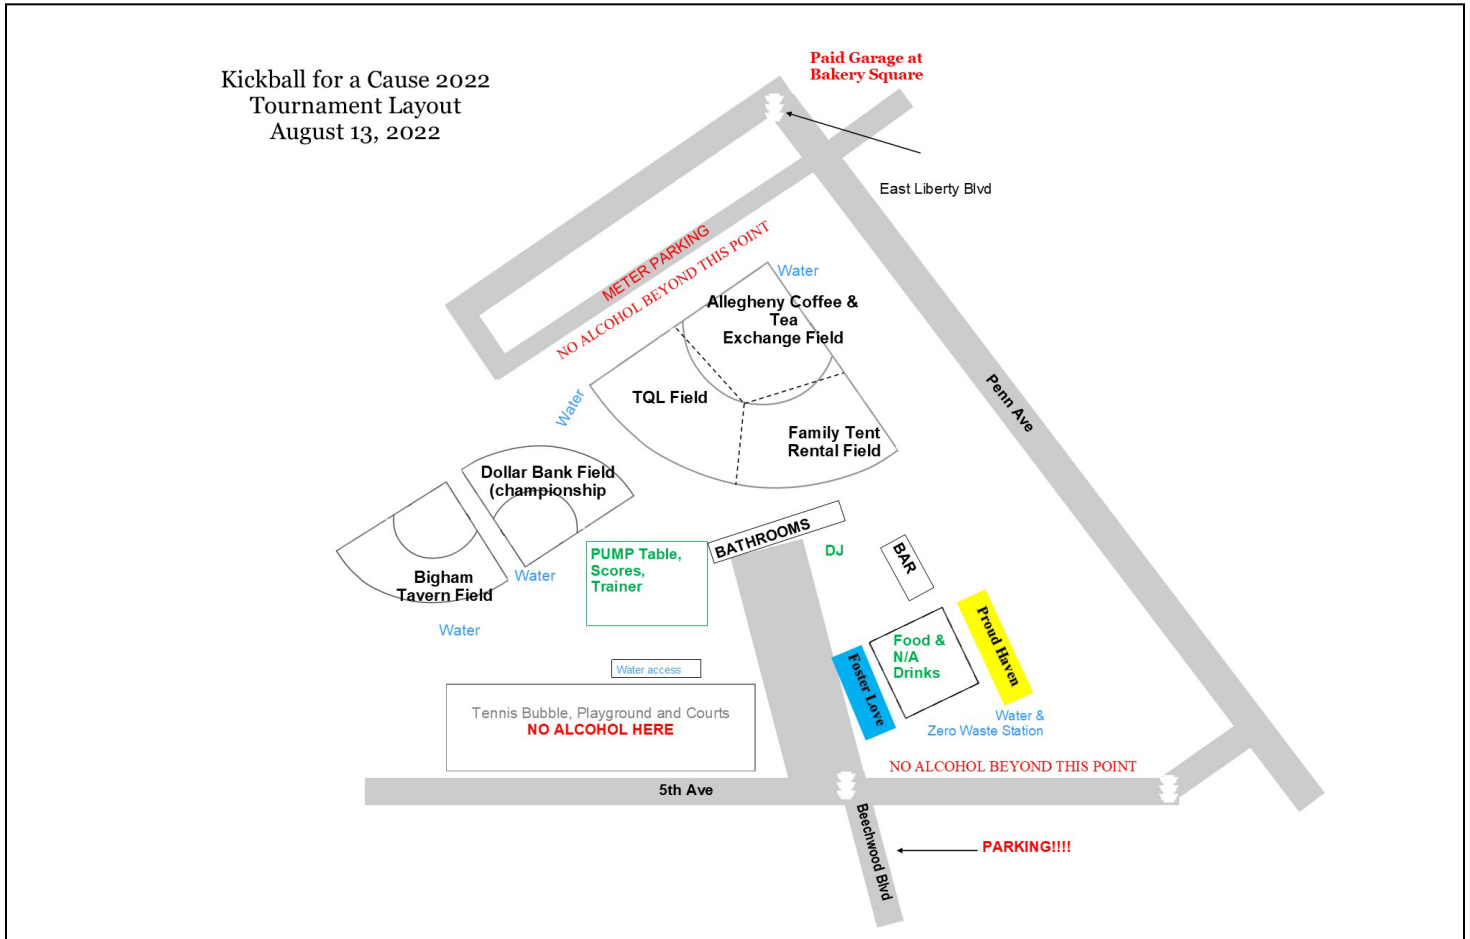 Kickball for a Cause 2022
Tournament Layout
August 13, 2022
Paid Garage at
Bakery Square
East Liberty Blvd
METER PARKING
NO ALCOHOL BEYOND THIS POINT
Water
Allegheny Coffee &
Tea
Exchange Field
Penn Ave
TQL Field
Water
Family Tent
Rental Field
Dollar Bank Field
(championship
Bigham
Tavern Field
Water
Water
PUMP Table,
Scores,
Trainer
BATHROOMS
DJ
BAR
Foster Love
Food &
N/A
Drinks
Proud Haven
Water &
Zero Waste Station
Water access
Tennis Bubble, Playground and Courts
NO ALCOHOL HERE
NO ALCOHOL BEYOND THIS POINT
5th Ave
Beechwood Blvd
PARKING!!!!